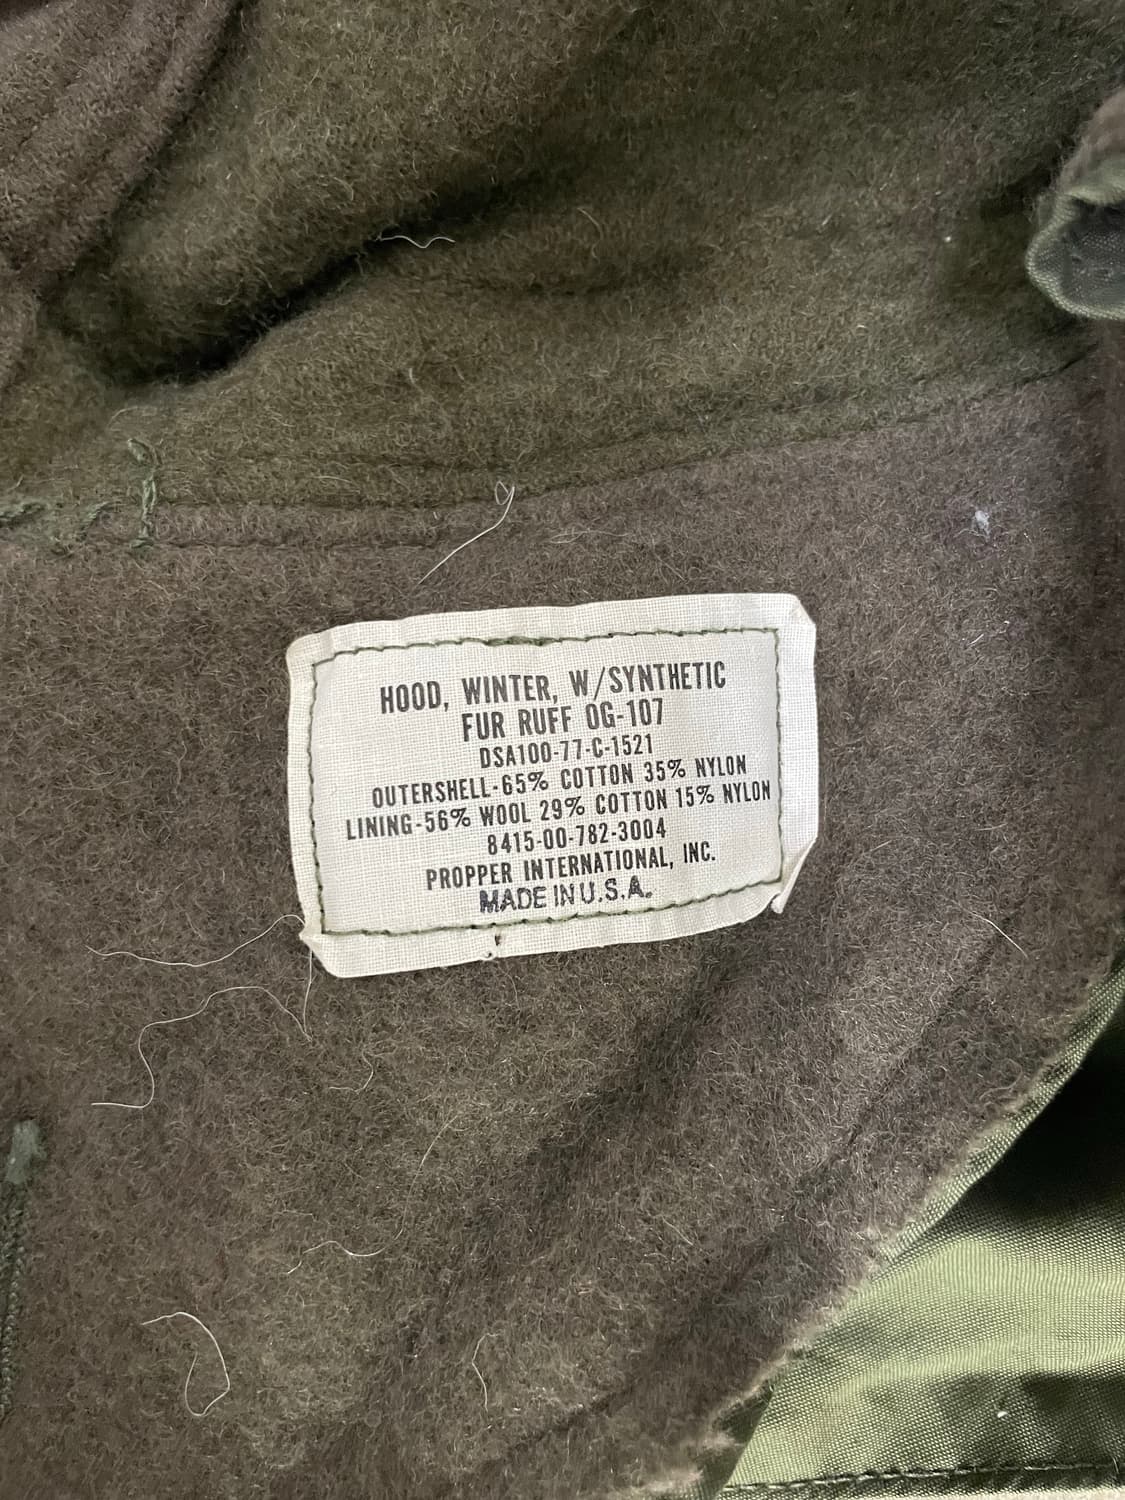 HOOD, WINTER, W/SYNTHETIC
FUR RUFF OG-107
DSA100-77-C-1521
OUTERSHELL-65% COTTON 35% NYLON
LINING-56% WOOL 29% COTTON 15% NYLON
8415-00-782-3004
PROPPER INTERNATIONAL, INC.
MADE IN U.S.A.